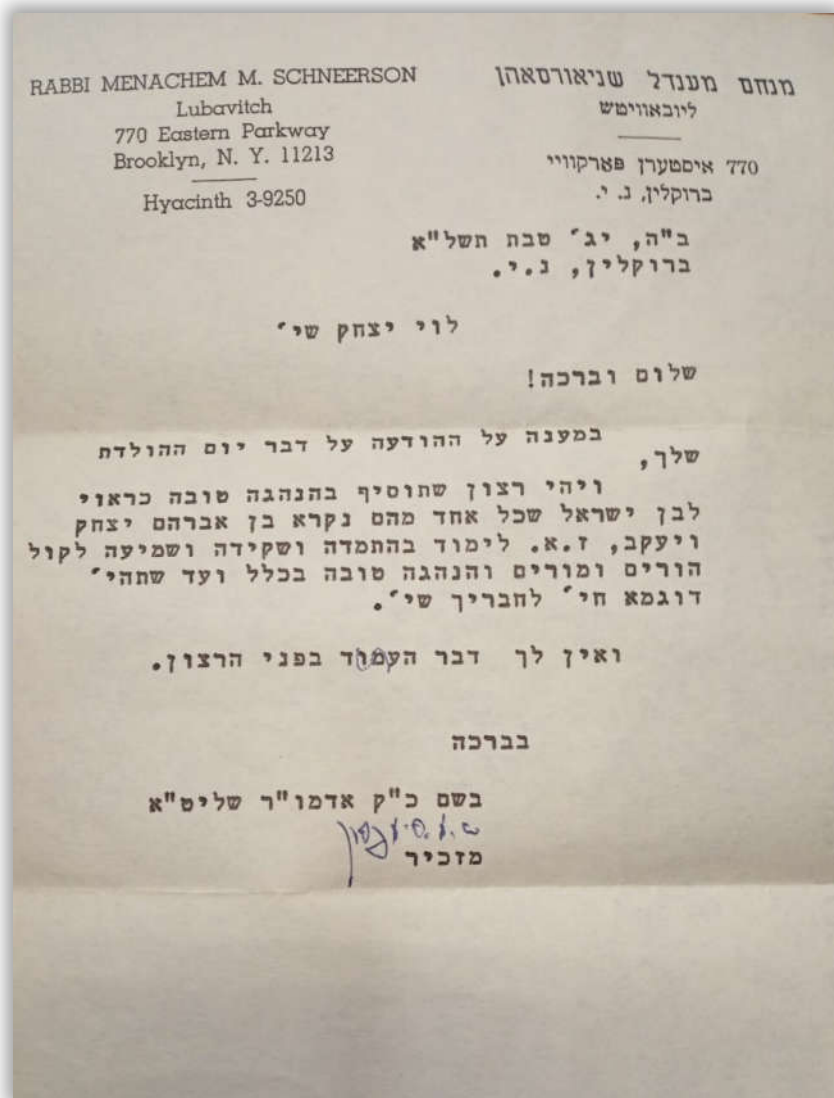 RABBI MENACHEM M. SCHNEERSON
Lubavitch
770 Eastern Parkway
Brooklyn, N. Y. 11213
Hyacinth 3-9250
מנחם מענדל שניאורסאהן
ליובאוויטש
770 איסטערן פארקוויי
ברוקלין, נ. י.
ב"ה, יג' טבת תשל"א
ברוקלין, נ.י.
לוי יצחק שי'
שלום וברכה!
במענה על ההודעה על דבר יום ההולדת
שלך,
ויהי רצון שתוסיף בהנהגה טובה כראוי
לבן ישראל שכל אחד מהם נקרא בן אברהם יצחק
ויעקב, ז.א. לימוד בהתמדה ושקידה ושמיעה לקול
הורים ומורים והנהגה טובה בכלל ועד שתהי'
דוגמא חי' לחבריך שי'.
ואין לך דבר העומד בפני הרצון.
בברכה
בשם כ"ק אדמו"ר שליט"א
מזכיר